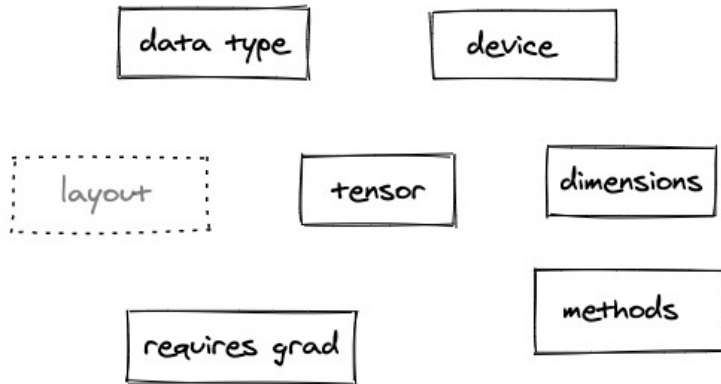 data type
device
layout
tensor
dimensions
methods
requires grad